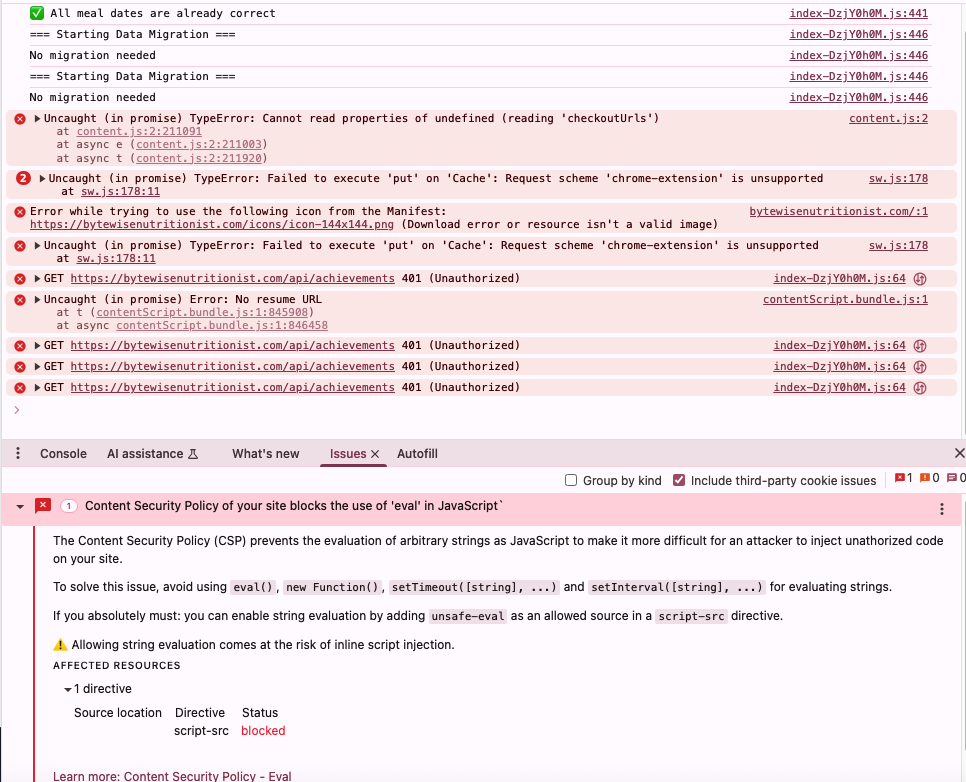 ✅ All meal dates are already correct index-DzjY0h0M.js:441
=== Starting Data Migration === index-DzjY0h0M.js:446
No migration needed index-DzjY0h0M.js:446
=== Starting Data Migration === index-DzjY0h0M.js:446
No migration needed index-DzjY0h0M.js:446
Uncaught (in promise) TypeError: Cannot read properties of undefined (reading 'checkoutUrls') content.js:2
at content.js:2:211091
at async e (content.js:2:211003)
at async t (content.js:2:211920)
2 Uncaught (in promise) TypeError: Failed to execute 'put' on 'Cache': Request scheme 'chrome-extension' is unsupported sw.js:178
at sw.js:178:11
Error while trying to use the following icon from the Manifest: bytewisenutritionist.com/:1
https://bytewisenutritionist.com/icons/icon-144x144.png (Download error or resource isn't a valid image)
Uncaught (in promise) TypeError: Failed to execute 'put' on 'Cache': Request scheme 'chrome-extension' is unsupported sw.js:178
at sw.js:178:11
GET https://bytewisenutritionist.com/api/achievements 401 (Unauthorized) index-DzjY0h0M.js:64
Uncaught (in promise) Error: No resume URL contentScript.bundle.js:1
at t (contentScript.bundle.js:1:845908)
at async contentScript.bundle.js:1:846458
GET https://bytewisenutritionist.com/api/achievements 401 (Unauthorized) index-DzjY0h0M.js:64
GET https://bytewisenutritionist.com/api/achievements 401 (Unauthorized) index-DzjY0h0M.js:64
GET https://bytewisenutritionist.com/api/achievements 401 (Unauthorized) index-DzjY0h0M.js:64
Console AI assistance What's new Issues Autofill
Group by kind Include third-party cookie issues 1 0 0
1 Content Security Policy of your site blocks the use of 'eval' in JavaScript`
The Content Security Policy (CSP) prevents the evaluation of arbitrary strings as JavaScript to make it more difficult for an attacker to inject unathorized code
on your site.
To solve this issue, avoid using eval(), new Function(), setTimeout([string], ...) and setInterval([string], ...) for evaluating strings.
If you absolutely must: you can enable string evaluation by adding unsafe-eval as an allowed source in a script-src directive.
⚠️ Allowing string evaluation comes at the risk of inline script injection.
AFFECTED RESOURCES
1 directive
Source location Directive Status
script-src blocked
Learn more: Content Security Policy - Eval